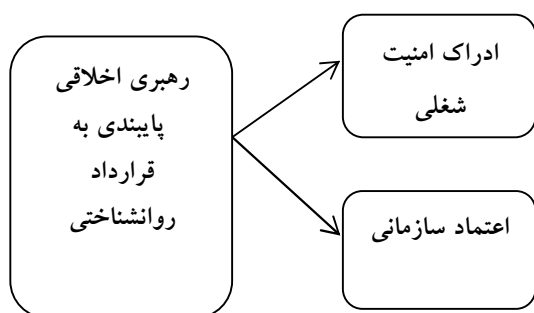 رهبری اخلاقی
پایبندی به
قرارداد
روانشناختی
ادراک امنیت
شغلی
اعتماد سازمانی